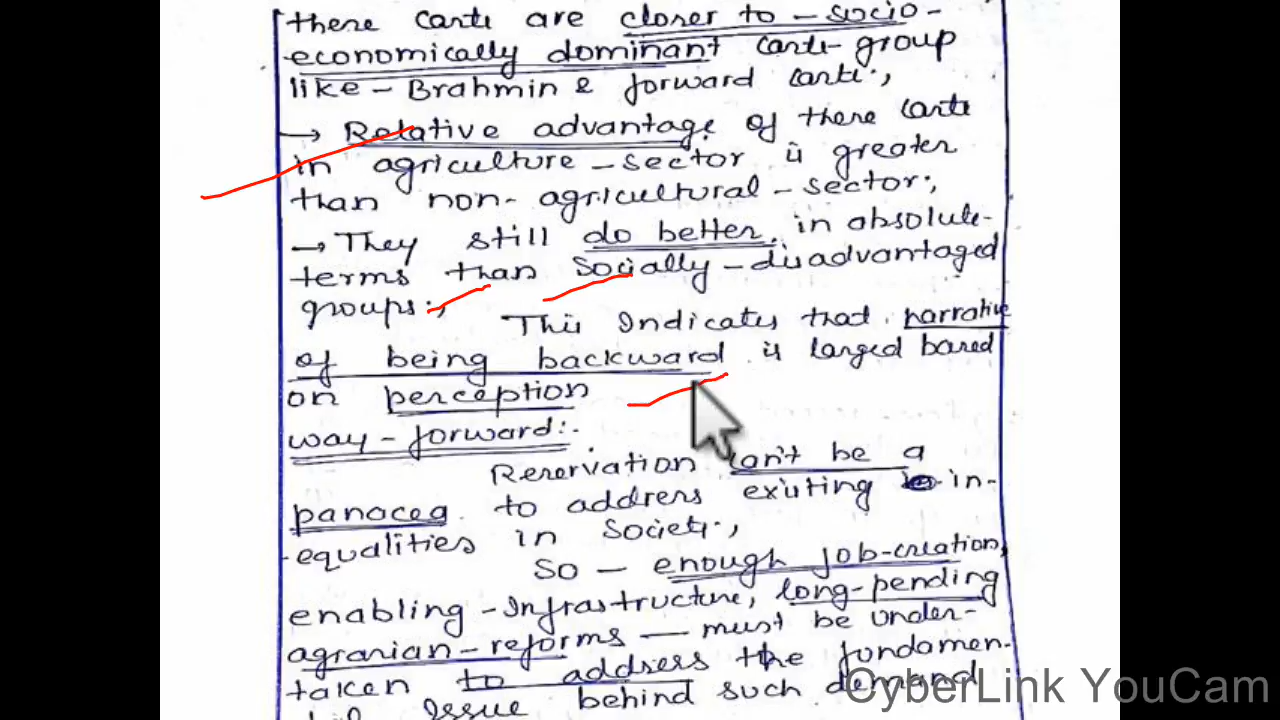 these caste are closer to - socio-
economically dominant caste-group
like - Brahmin & forward caste.,
→ Relative advantage of these caste
in agriculture - sector is greater
than non-agricultural - sector.,
→ They still do better in absolute-
terms than Socially - disadvantaged
groups.,
This Indicates that narrative
of being backward is larged based
on perception
way - forward:-
Reservation can't be a
panacea to address existing in-
-equalities in Society.,
So - enough job-creation,
enabling - Infrastructure, long-pending
agrarian - reforms — must be under-
taken to address the fundamen-
issue behind such demand
CyberLink YouCam